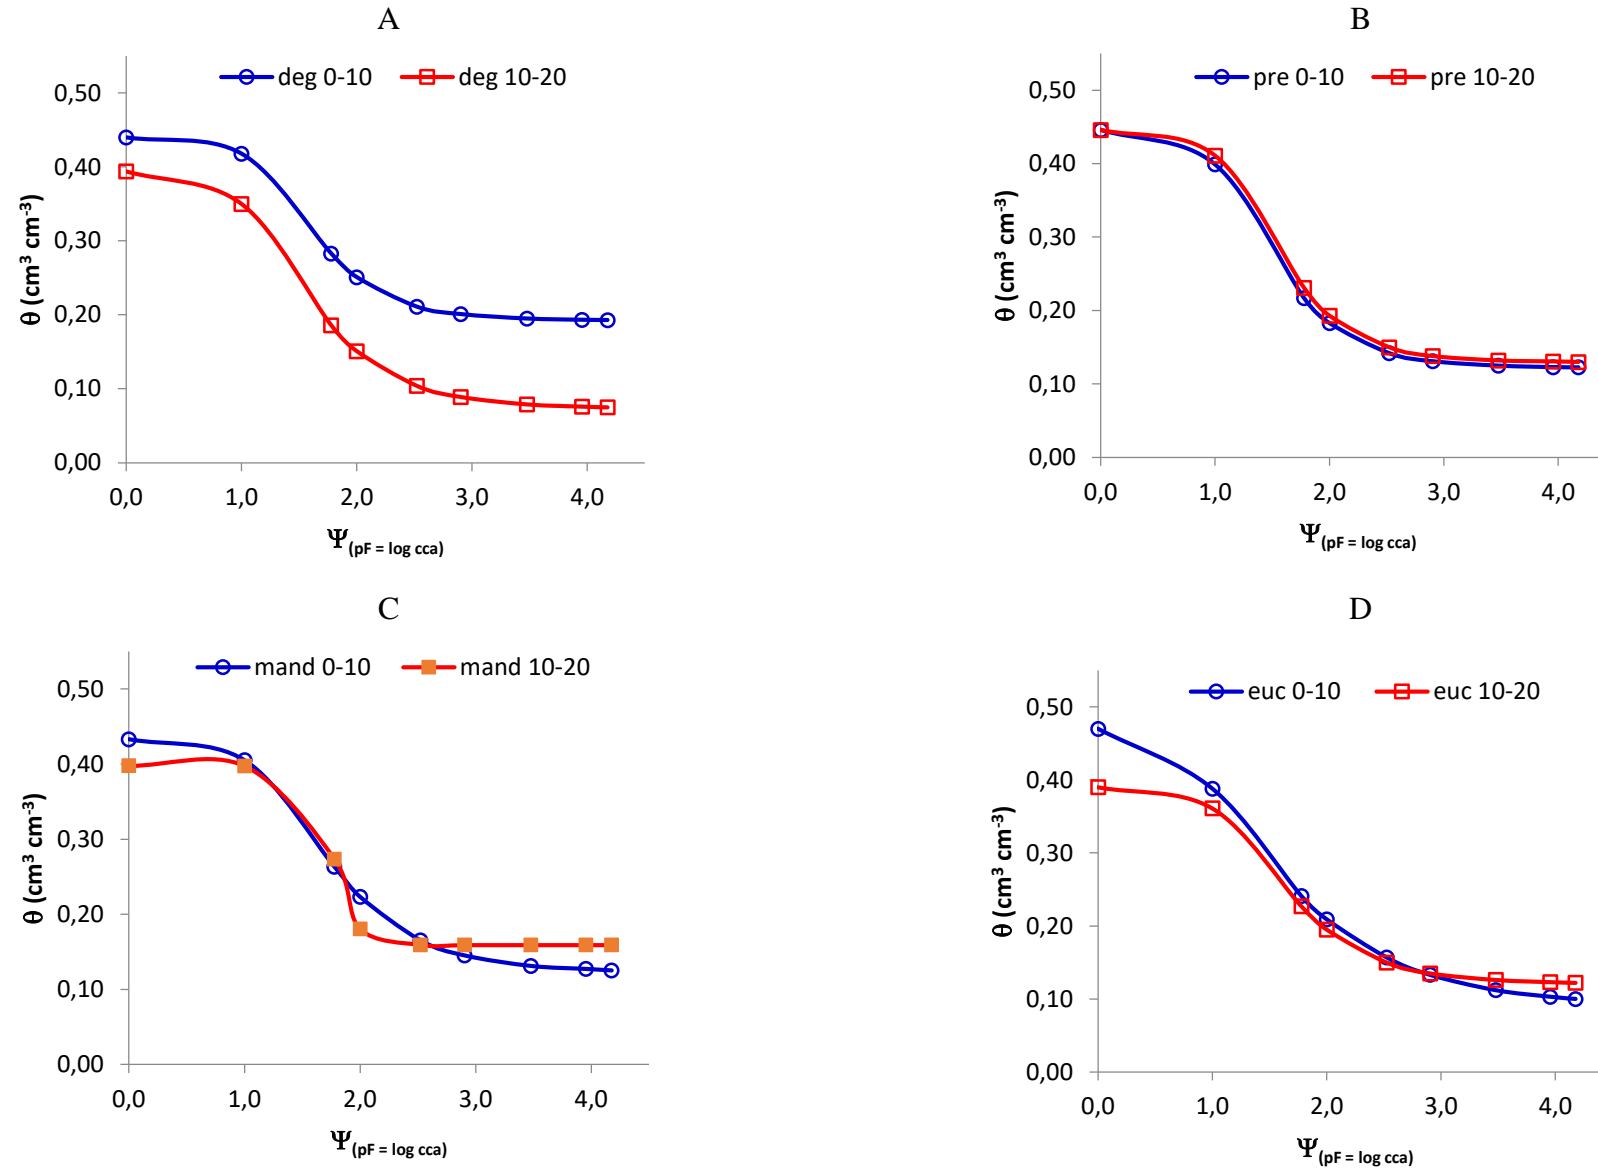 A
deg 0-10 deg 10-20
0,50
0,40
0,30
0,20
0,10
0,00
θ (cm³ cm⁻³)
0,0 1,0 2,0 3,0 4,0
Ψ(pF = log cca)
B
pre 0-10 pre 10-20
0,50
0,40
0,30
0,20
0,10
0,00
θ (cm³ cm⁻³)
0,0 1,0 2,0 3,0 4,0
Ψ(pF = log cca)
C
mand 0-10 mand 10-20
0,50
0,40
0,30
0,20
0,10
0,00
θ (cm³ cm⁻³)
0,0 1,0 2,0 3,0 4,0
Ψ(pF = log cca)
D
euc 0-10 euc 10-20
0,50
0,40
0,30
0,20
0,10
0,00
θ (cm³ cm⁻³)
0,0 1,0 2,0 3,0 4,0
Ψ(pF = log cca)